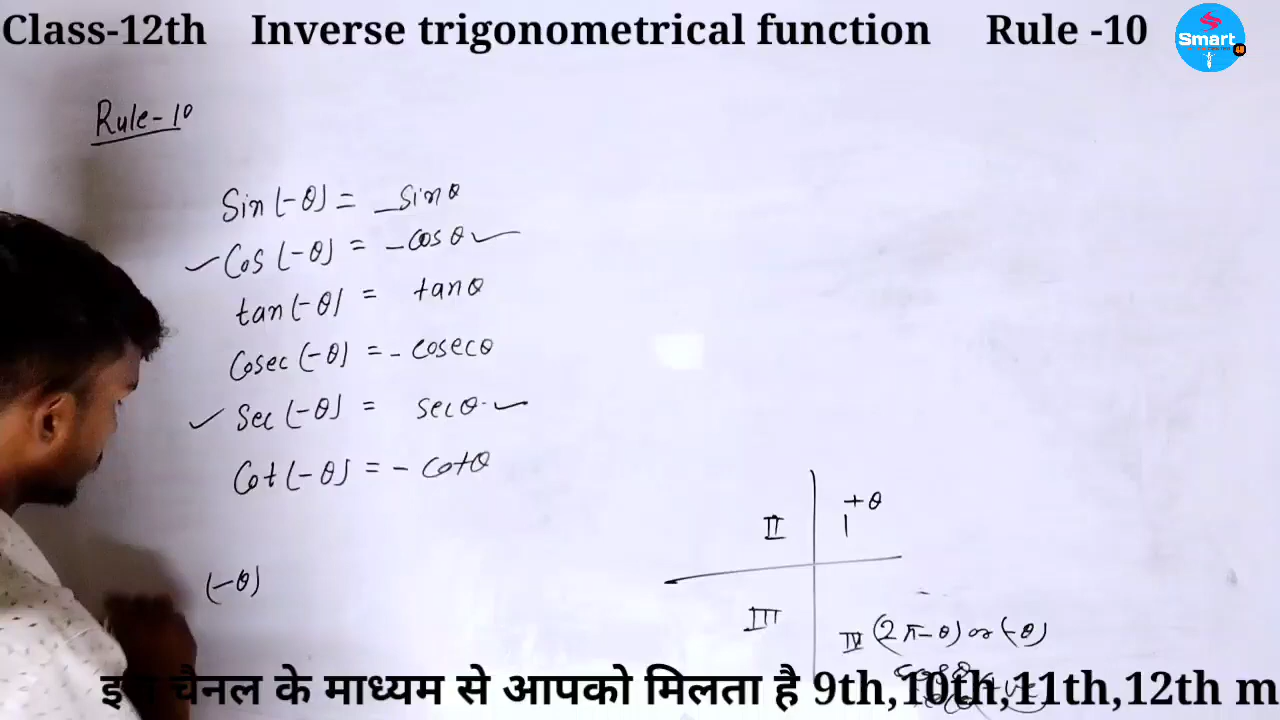 Class-12th Inverse trigonometrical function Rule -10
Smart
Rule-10
Sin(-θ) = -sinθ
Cos(-θ) = -cosθ
tan(-θ) = tanθ
Cosec(-θ) = - cosecθ
Sec(-θ) = secθ
Cot(-θ) = - cotθ
(-θ)
+θ
II I
III
IV (2π-θ) or (-θ)
चैनल के माध्यम से आपको मिलता है 9th,10th,11th,12th m